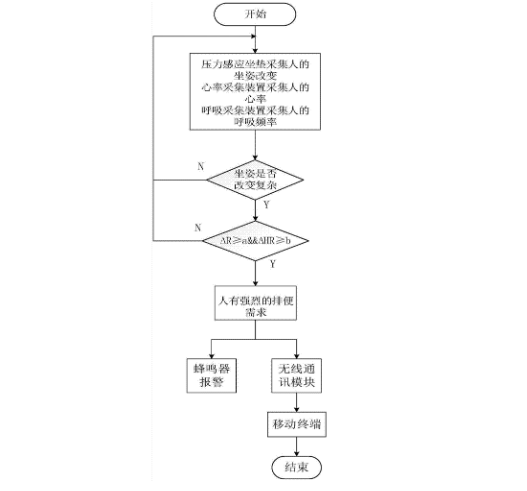 开始
压力感应坐垫采集人的
坐姿改变
心率采集装置采集人的
心率
呼吸采集装置采集人的
呼吸频率
N
坐姿是否
改变复杂
Y
N
ΔR≥a&&ΔHR≥b
Y
人有强烈的排便
需求
蜂鸣器
报警
无线通
讯模块
移动终端
结束